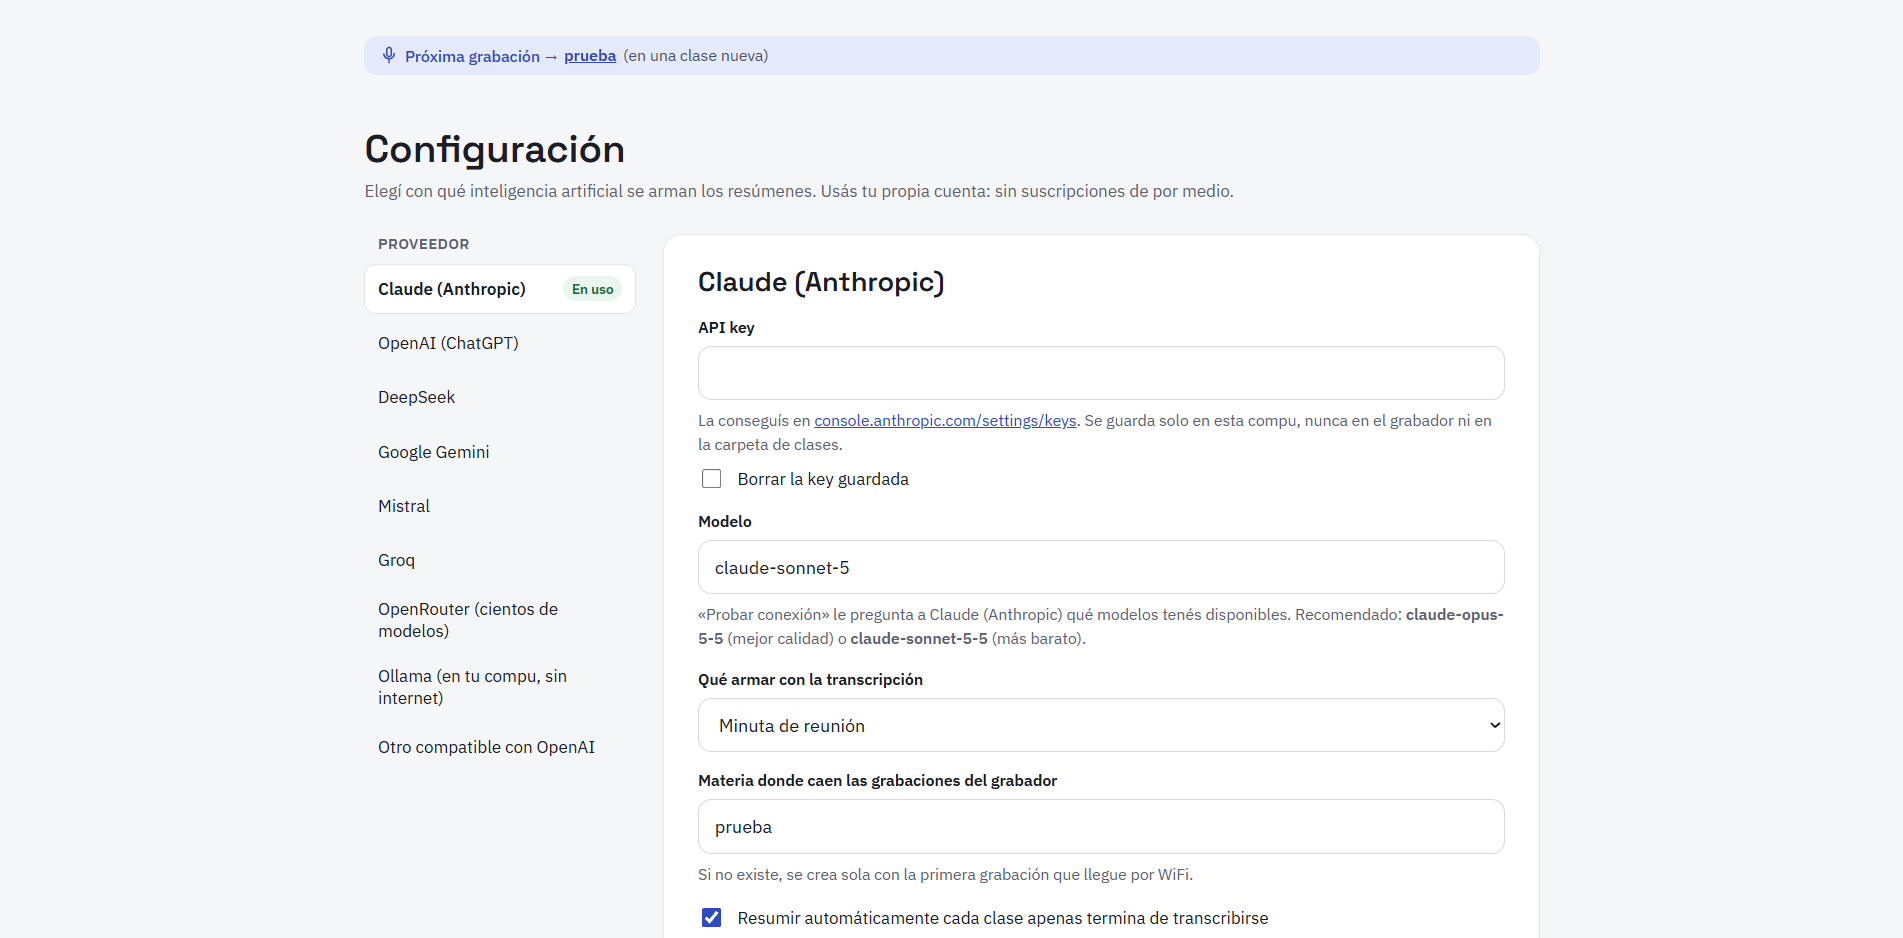 Próxima grabación → prueba (en una clase nueva)
Configuración
Elegí con qué inteligencia artificial se arman los resúmenes. Usás tu propia cuenta: sin suscripciones de por medio.
PROVEEDOR
Claude (Anthropic) En uso
OpenAI (ChatGPT)
DeepSeek
Google Gemini
Mistral
Groq
OpenRouter (cientos de
modelos)
Ollama (en tu compu, sin
internet)
Otro compatible con OpenAI
Claude (Anthropic)
API key
La conseguís en console.anthropic.com/settings/keys. Se guarda solo en esta compu, nunca en el grabador ni en
la carpeta de clases.
Borrar la key guardada
Modelo
claude-sonnet-5
«Probar conexión» le pregunta a Claude (Anthropic) qué modelos tenés disponibles. Recomendado: claude-opus-
5-5 (mejor calidad) o claude-sonnet-5-5 (más barato).
Qué armar con la transcripción
Minuta de reunión
Materia donde caen las grabaciones del grabador
prueba
Si no existe, se crea sola con la primera grabación que llegue por WiFi.
Resumir automáticamente cada clase apenas termina de transcribirse